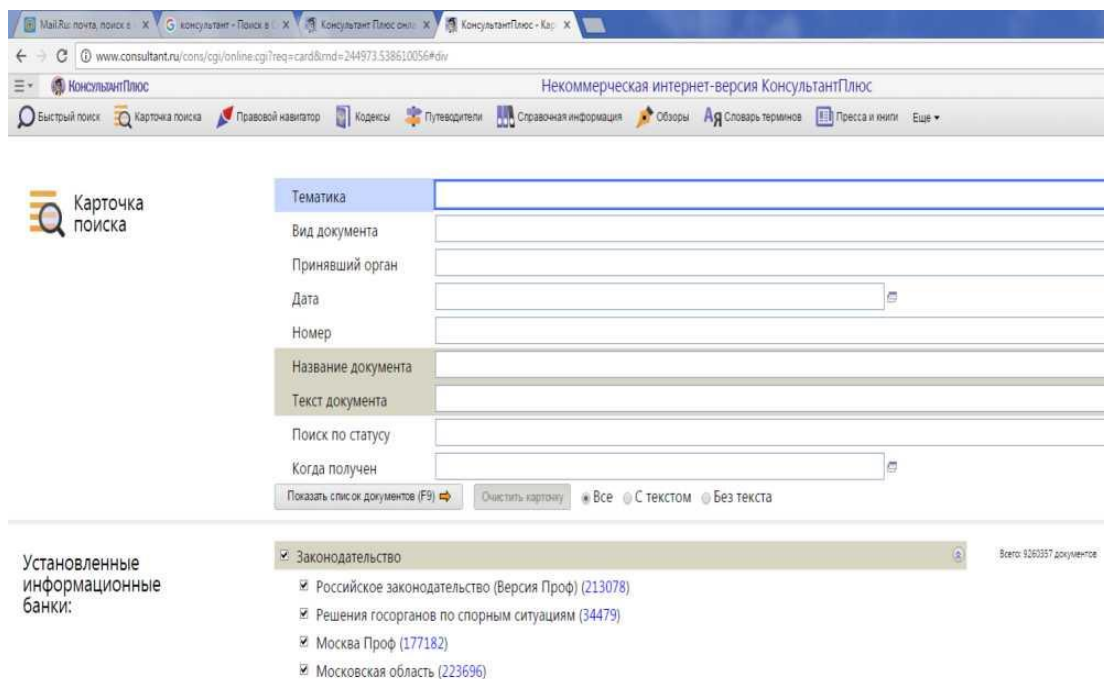 Mail.Ru: почта, поиск в консультант - Поиск в Консультант Плюс онл КонсультантПлюс - Кар
www.consultant.ru/cons/cgi/online.cgi?req=card&rnd=244973.538610056#div
КонсультантПлюс Некоммерческая интернет-версия КонсультантПлюс
Быстрый поиск Карточка поиска Правовой навигатор Кодексы Путеводители Справочная информация Обзоры Словарь терминов Пресса и книги Еще
Карточка
поиска
Тематика
Вид документа
Принявший орган
Дата
Номер
Название документа
Текст документа
Поиск по статусу
Когда получен
Показать список документов (F9) Очистить карточку Все С текстом Без текста
Установленные
информационные
банки:
Законодательство Всего: 9260357 документов
Российское законодательство (Версия Проф) (213078)
Решения госорганов по спорным ситуациям (34479)
Москва Проф (177182)
Московская область (223696)